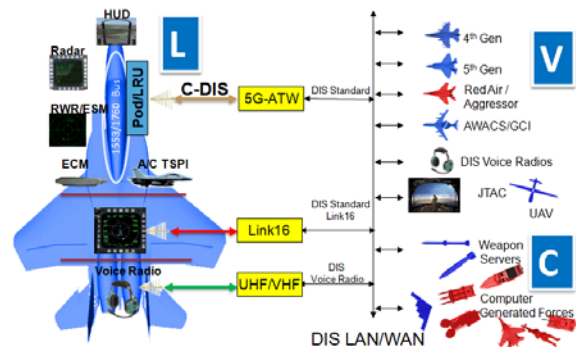 HUD
L
V
Radar
4th Gen
C-DIS
5G-ATW
DIS Standard
5th Gen
Pod/LRU
1553/1760 Bus
Red Air /
Aggressor
RWR/ESM
AWACS/GCI
ECM
A/C TSPI
DIS Voice Radios
JTAC
UAV
DIS Standard
Link16
Link16
Weapon
Servers
C
Voice Radio
UHF/VHF
DIS
Voice Radio
Computer
Generated Forces
DIS LAN/WAN